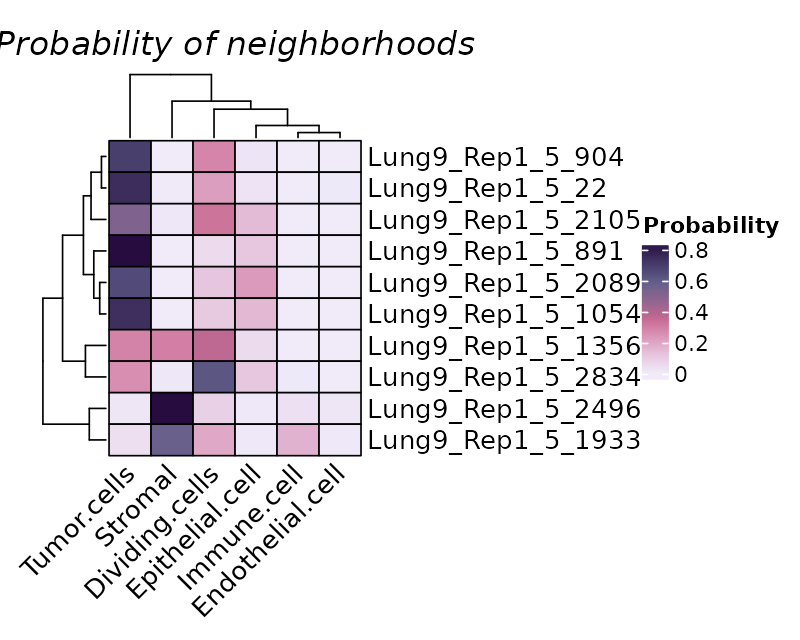 Probability of neighborhoods
Lung9_Rep1_5_904
Lung9_Rep1_5_22
Lung9_Rep1_5_2105
Lung9_Rep1_5_891
Lung9_Rep1_5_2089
Lung9_Rep1_5_1054
Lung9_Rep1_5_1356
Lung9_Rep1_5_2834
Lung9_Rep1_5_2496
Lung9_Rep1_5_1933
Probability
0.8
0.6
0.4
0.2
0
Tumor.cells
Stromal
Dividing.cells
Epithelial.cell
Immune.cell
Endothelial.cell